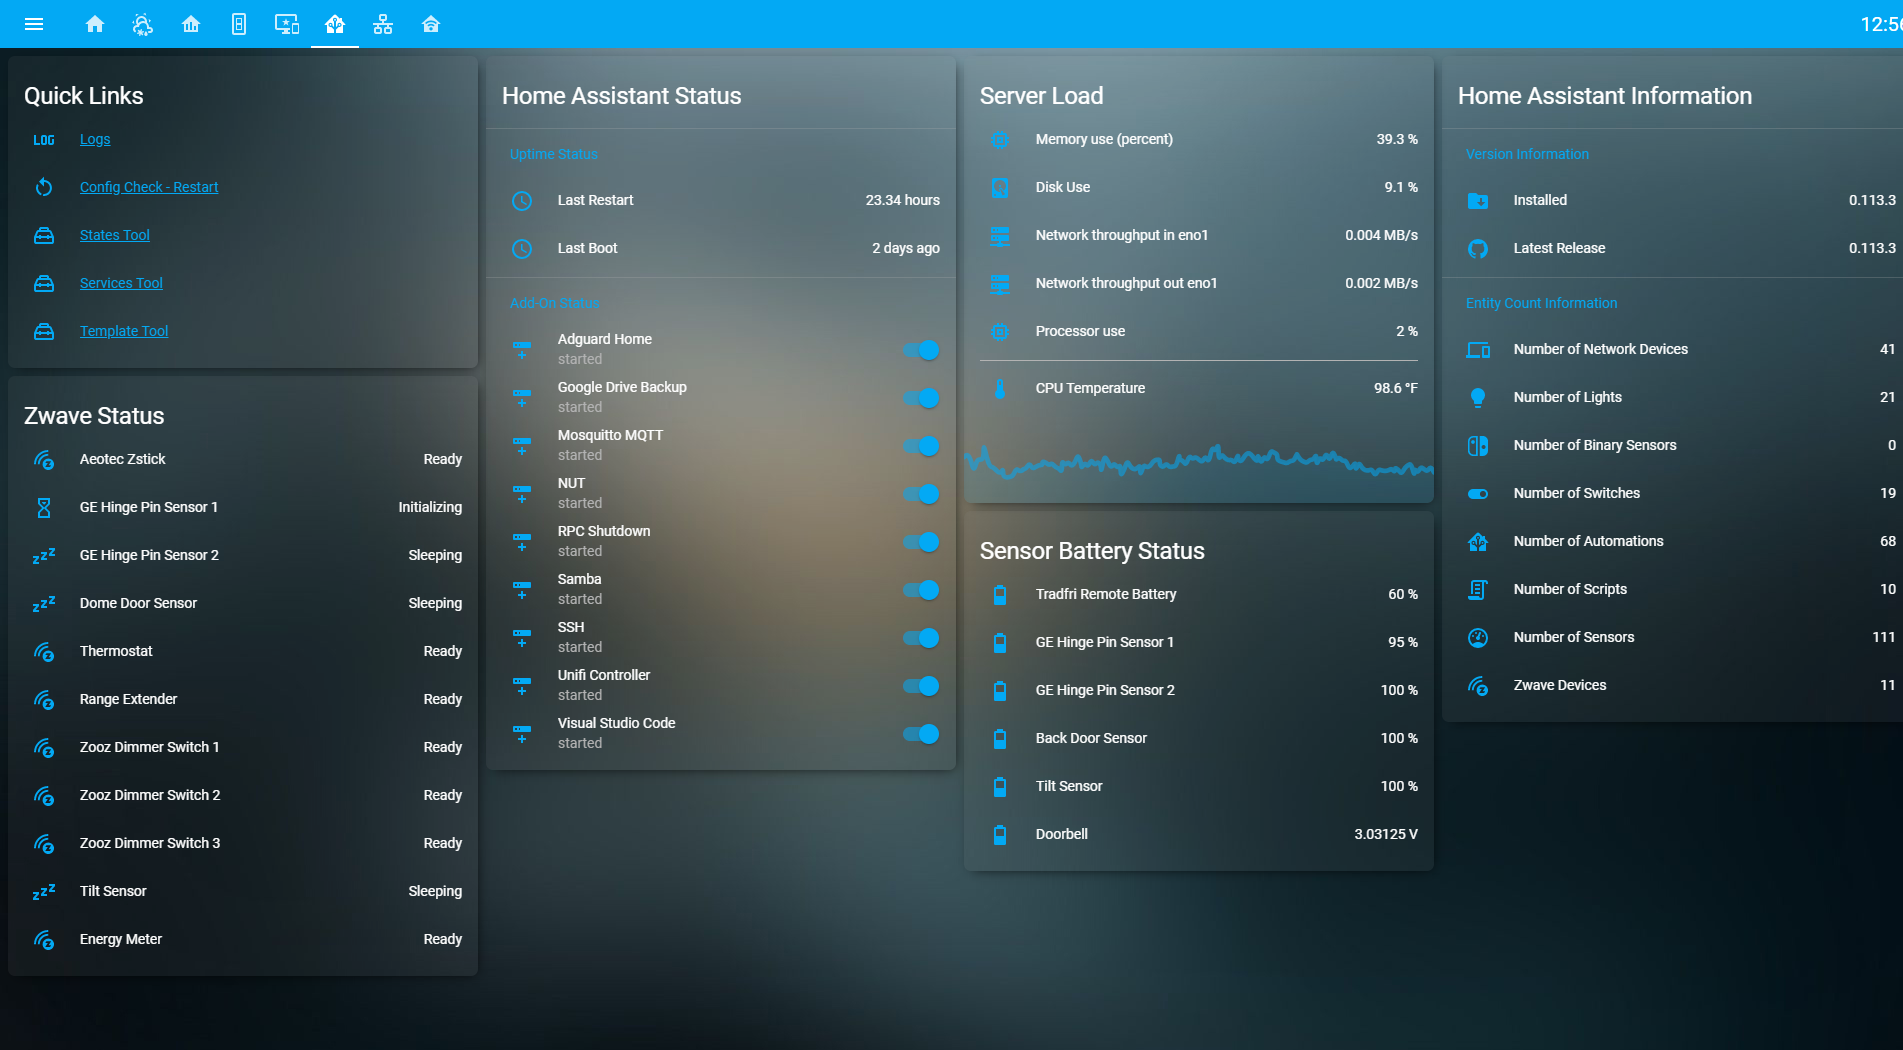 12:56
Quick Links
LOG Logs
Config Check - Restart
States Tool
Services Tool
Template Tool
Zwave Status
Aeotec Zstick Ready
GE Hinge Pin Sensor 1 Initializing
GE Hinge Pin Sensor 2 Sleeping
Dome Door Sensor Sleeping
Thermostat Ready
Range Extender Ready
Zooz Dimmer Switch 1 Ready
Zooz Dimmer Switch 2 Ready
Zooz Dimmer Switch 3 Ready
Tilt Sensor Sleeping
Energy Meter Ready
Home Assistant Status
Uptime Status
Last Restart 23.34 hours
Last Boot 2 days ago
Add-On Status
Adguard Home
started
Google Drive Backup
started
Mosquitto MQTT
started
NUT
started
RPC Shutdown
started
Samba
started
SSH
started
Unifi Controller
started
Visual Studio Code
started
Server Load
Memory use (percent) 39.3 %
Disk Use 9.1 %
Network throughput in eno1 0.004 MB/s
Network throughput out eno1 0.002 MB/s
Processor use 2 %
CPU Temperature 98.6 °F
Sensor Battery Status
Tradfri Remote Battery 60 %
GE Hinge Pin Sensor 1 95 %
GE Hinge Pin Sensor 2 100 %
Back Door Sensor 100 %
Tilt Sensor 100 %
Doorbell 3.03125 V
Home Assistant Information
Version Information
Installed 0.113.3
Latest Release 0.113.3
Entity Count Information
Number of Network Devices 41
Number of Lights 21
Number of Binary Sensors 0
Number of Switches 19
Number of Automations 68
Number of Scripts 10
Number of Sensors 111
Zwave Devices 11